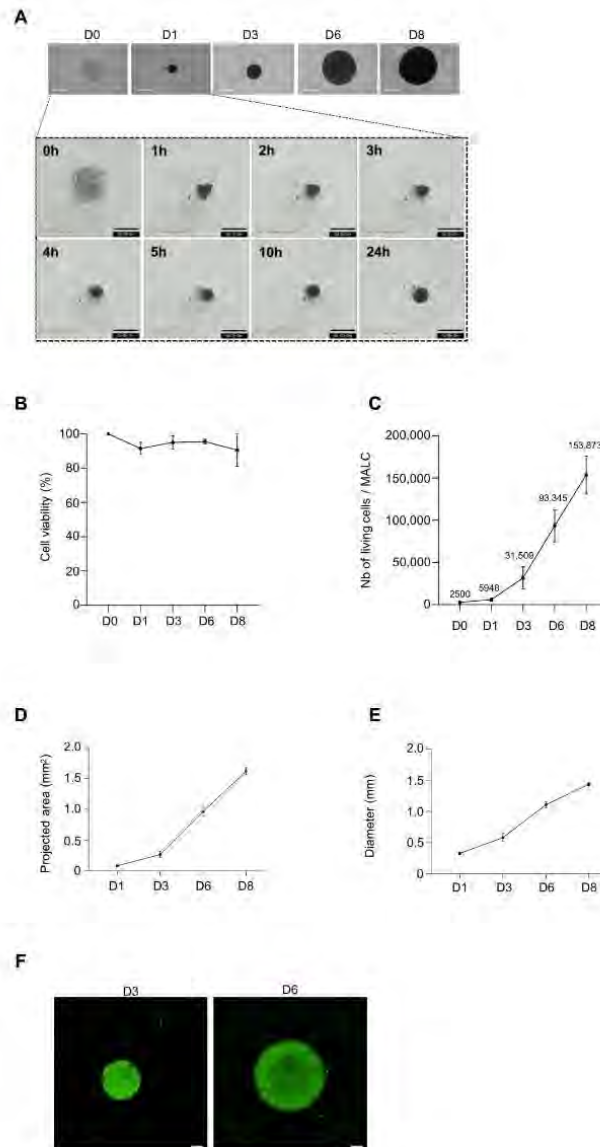 A
D0 D1 D3 D6 D8
0h 1h 2h 3h
4h 5h 10h 24h
B
Cell viability (%)
100
80
60
40
20
0
D0 D1 D3 D6 D8
C
Nb of living cells / MALC
200,000
150,000
100,000
50,000
0
2500 5948 31,509 93,345 153,873
D0 D1 D3 D6 D8
D
Projected area (mm²)
2.0
1.5
1.0
0.5
0
D1 D3 D6 D8
E
Diameter (mm)
2.0
1.5
1.0
0.5
0
D1 D3 D6 D8
F
D3 D6